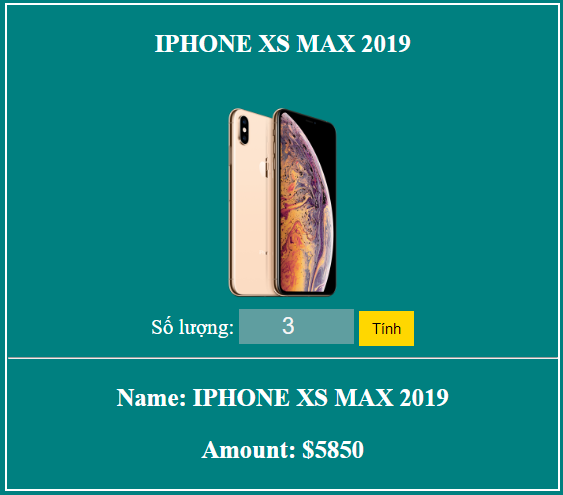 IPHONE XS MAX 2019
Số lượng: 3 Tính
Name: IPHONE XS MAX 2019
Amount: $5850